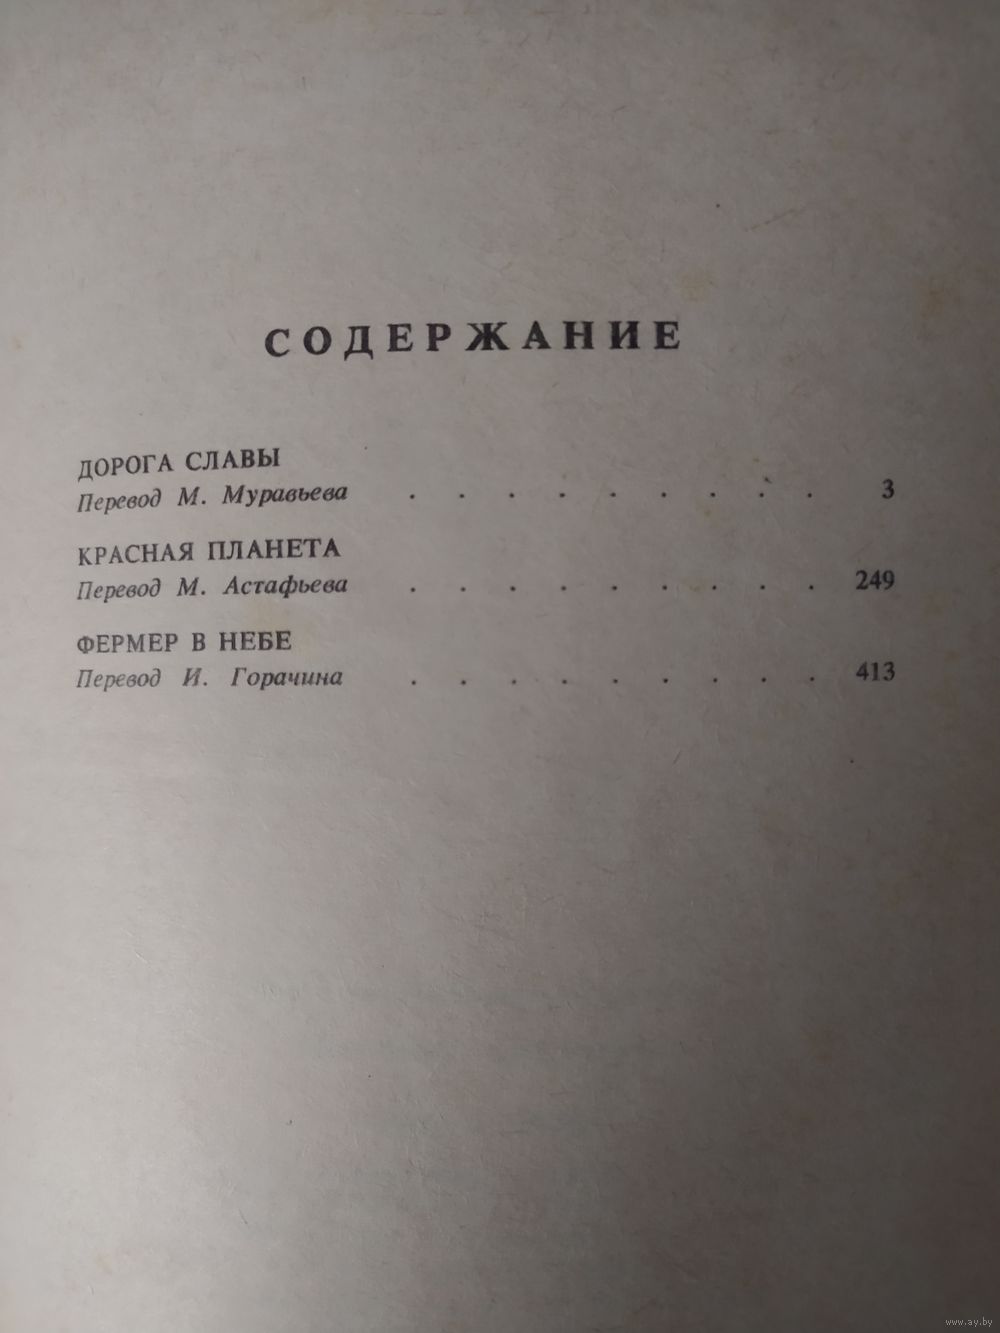 СОДЕРЖАНИЕ
ДОРОГА СЛАВЫ
Перевод М. Муравьева . . . . . . . . . 3
КРАСНАЯ ПЛАНЕТА
Перевод М. Астафьева . . . . . . . . . 249
ФЕРМЕР В НЕБЕ
Перевод И. Горачина . . . . . . . . . 413
www.ay.by